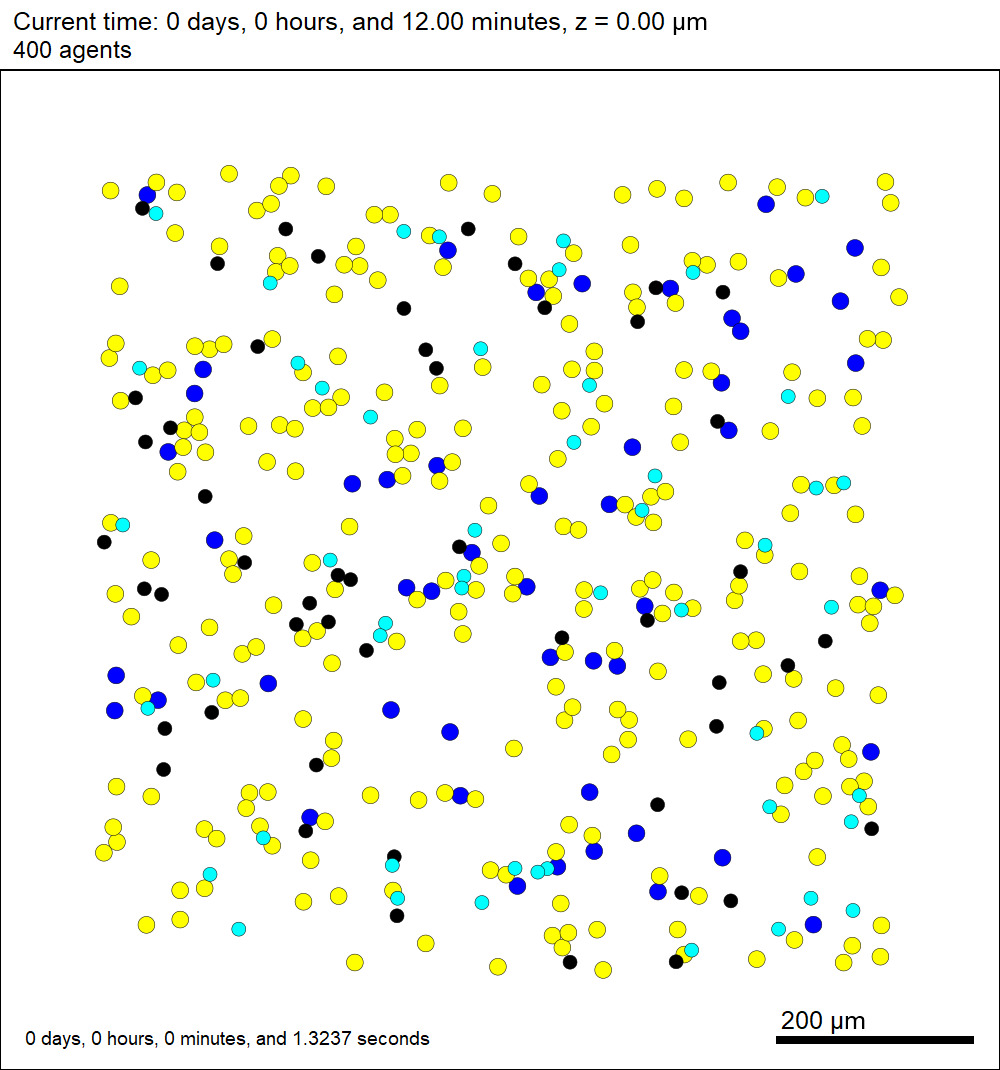 Current time: 0 days, 0 hours, and 12.00 minutes, z = 0.00 µm
400 agents
200 µm
0 days, 0 hours, 0 minutes, and 1.3237 seconds